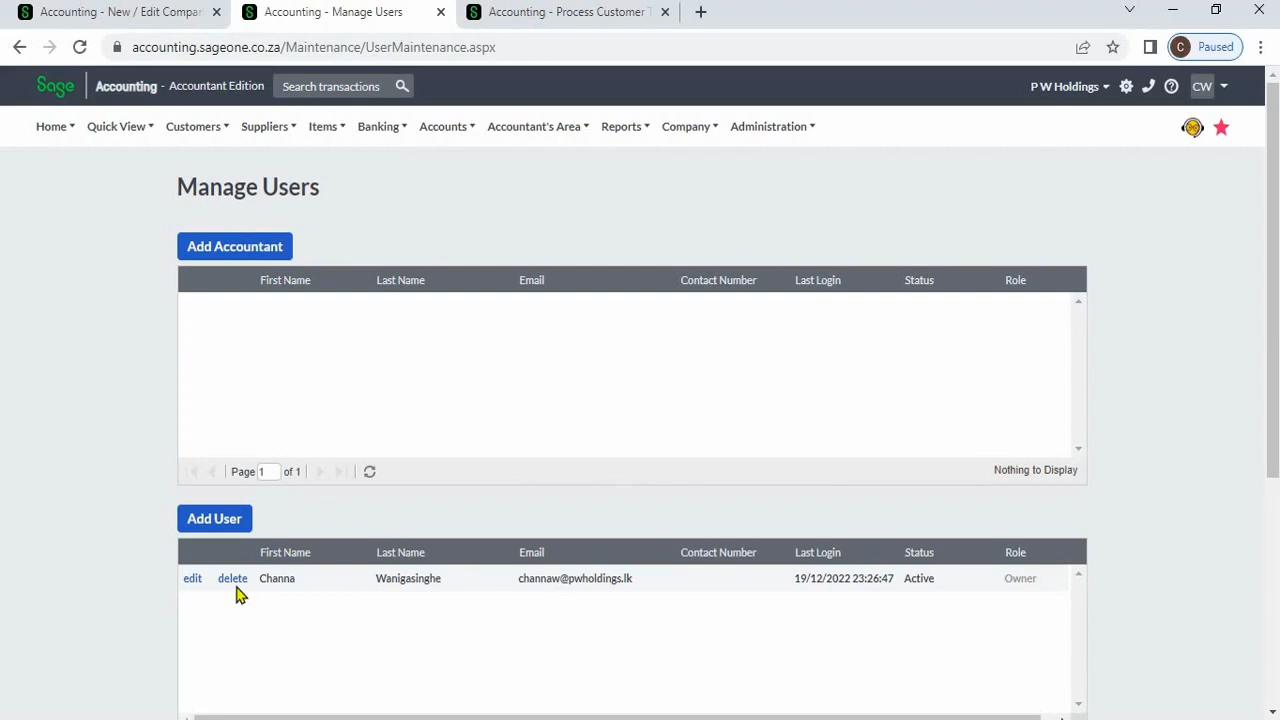 Accounting - New / Edit Compa
Accounting - Manage Users
Accounting - Process Customer T
accounting.sageone.co.za/Maintenance/UserMaintenance.aspx
C Paused
Sage Accounting - Accountant Edition Search transactions P W Holdings CW
Home Quick View Customers Suppliers Items Banking Accounts Accountant's Area Reports Company Administration
Manage Users
Add Accountant
First Name Last Name Email Contact Number Last Login Status Role
Page 1 of 1 Nothing to Display
Add User
First Name Last Name Email Contact Number Last Login Status Role
edit delete Channa Wanigasinghe channaw@pwholdings.lk 19/12/2022 23:26:47 Active Owner